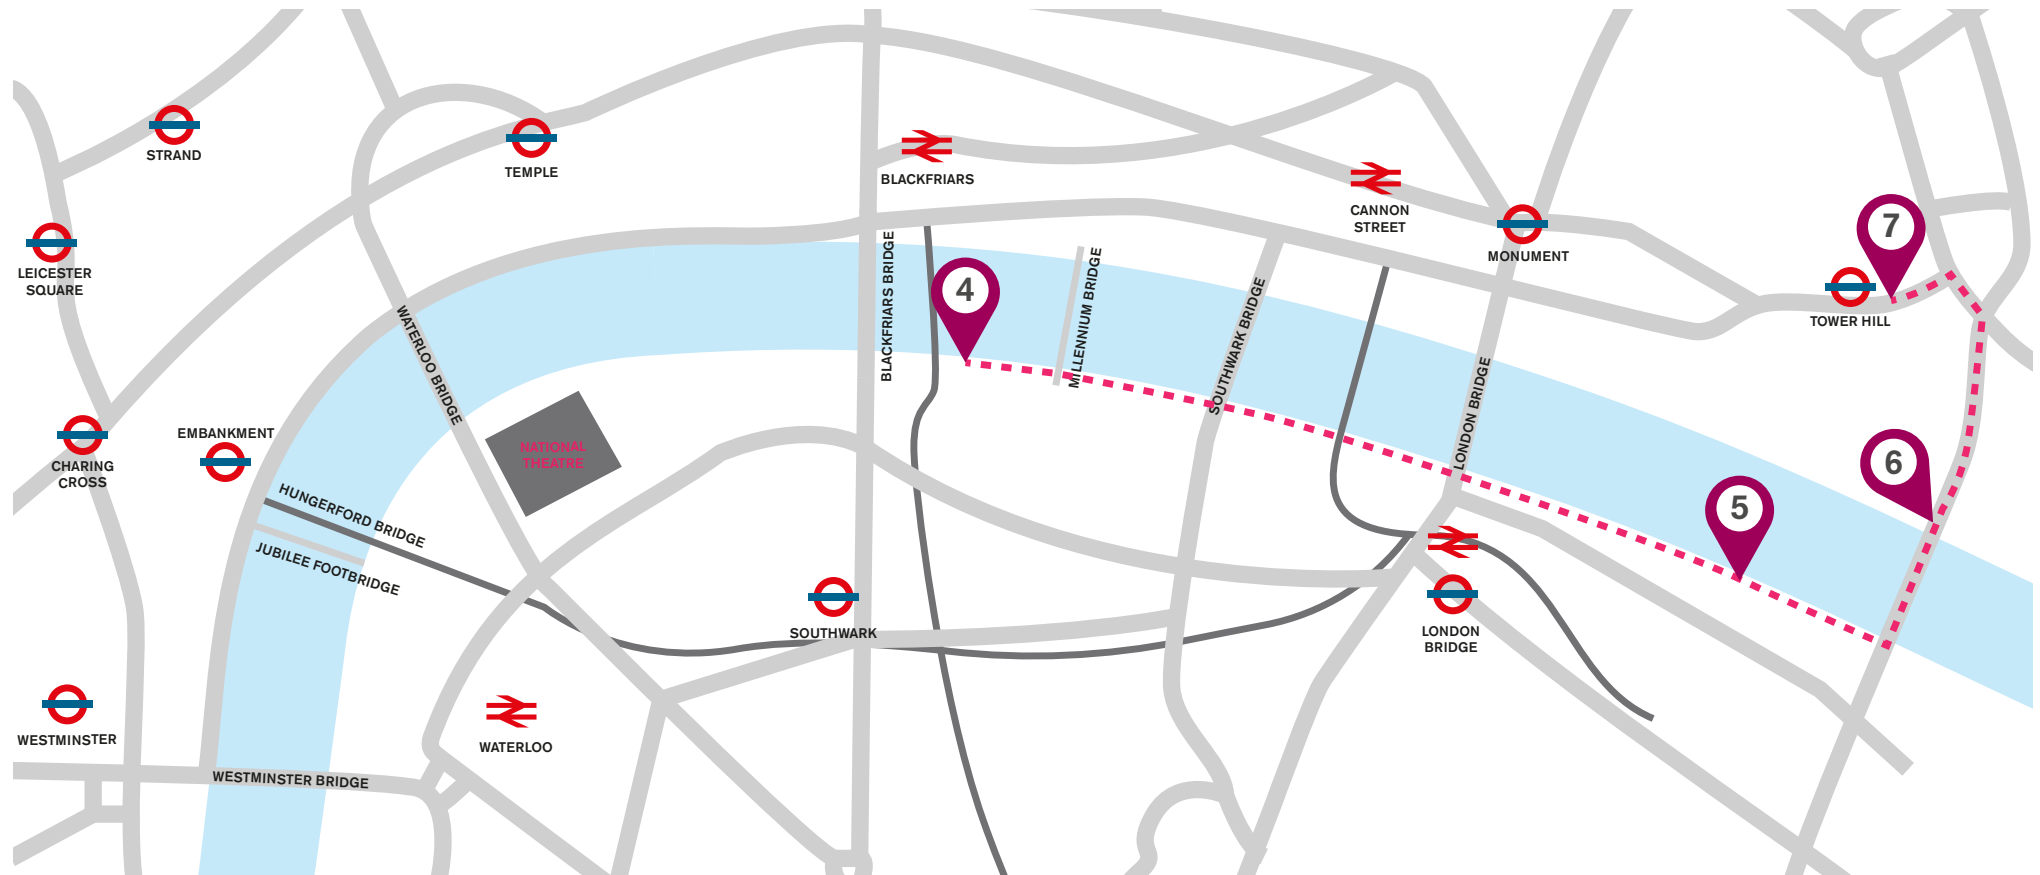 STRAND
TEMPLE
BLACKFRIARS
CANNON
STREET
LEICESTER
SQUARE
MONUMENT
7
TOWER HILL
4
BLACKFRIARS BRIDGE
MILLENNIUM BRIDGE
SOUTHWARK BRIDGE
WATERLOO BRIDGE
LONDON BRIDGE
EMBANKMENT
NATIONAL
THEATRE
CHARING
CROSS
6
HUNGERFORD BRIDGE
5
JUBILEE FOOTBRIDGE
SOUTHWARK
LONDON
BRIDGE
WESTMINSTER
WATERLOO
WESTMINSTER BRIDGE